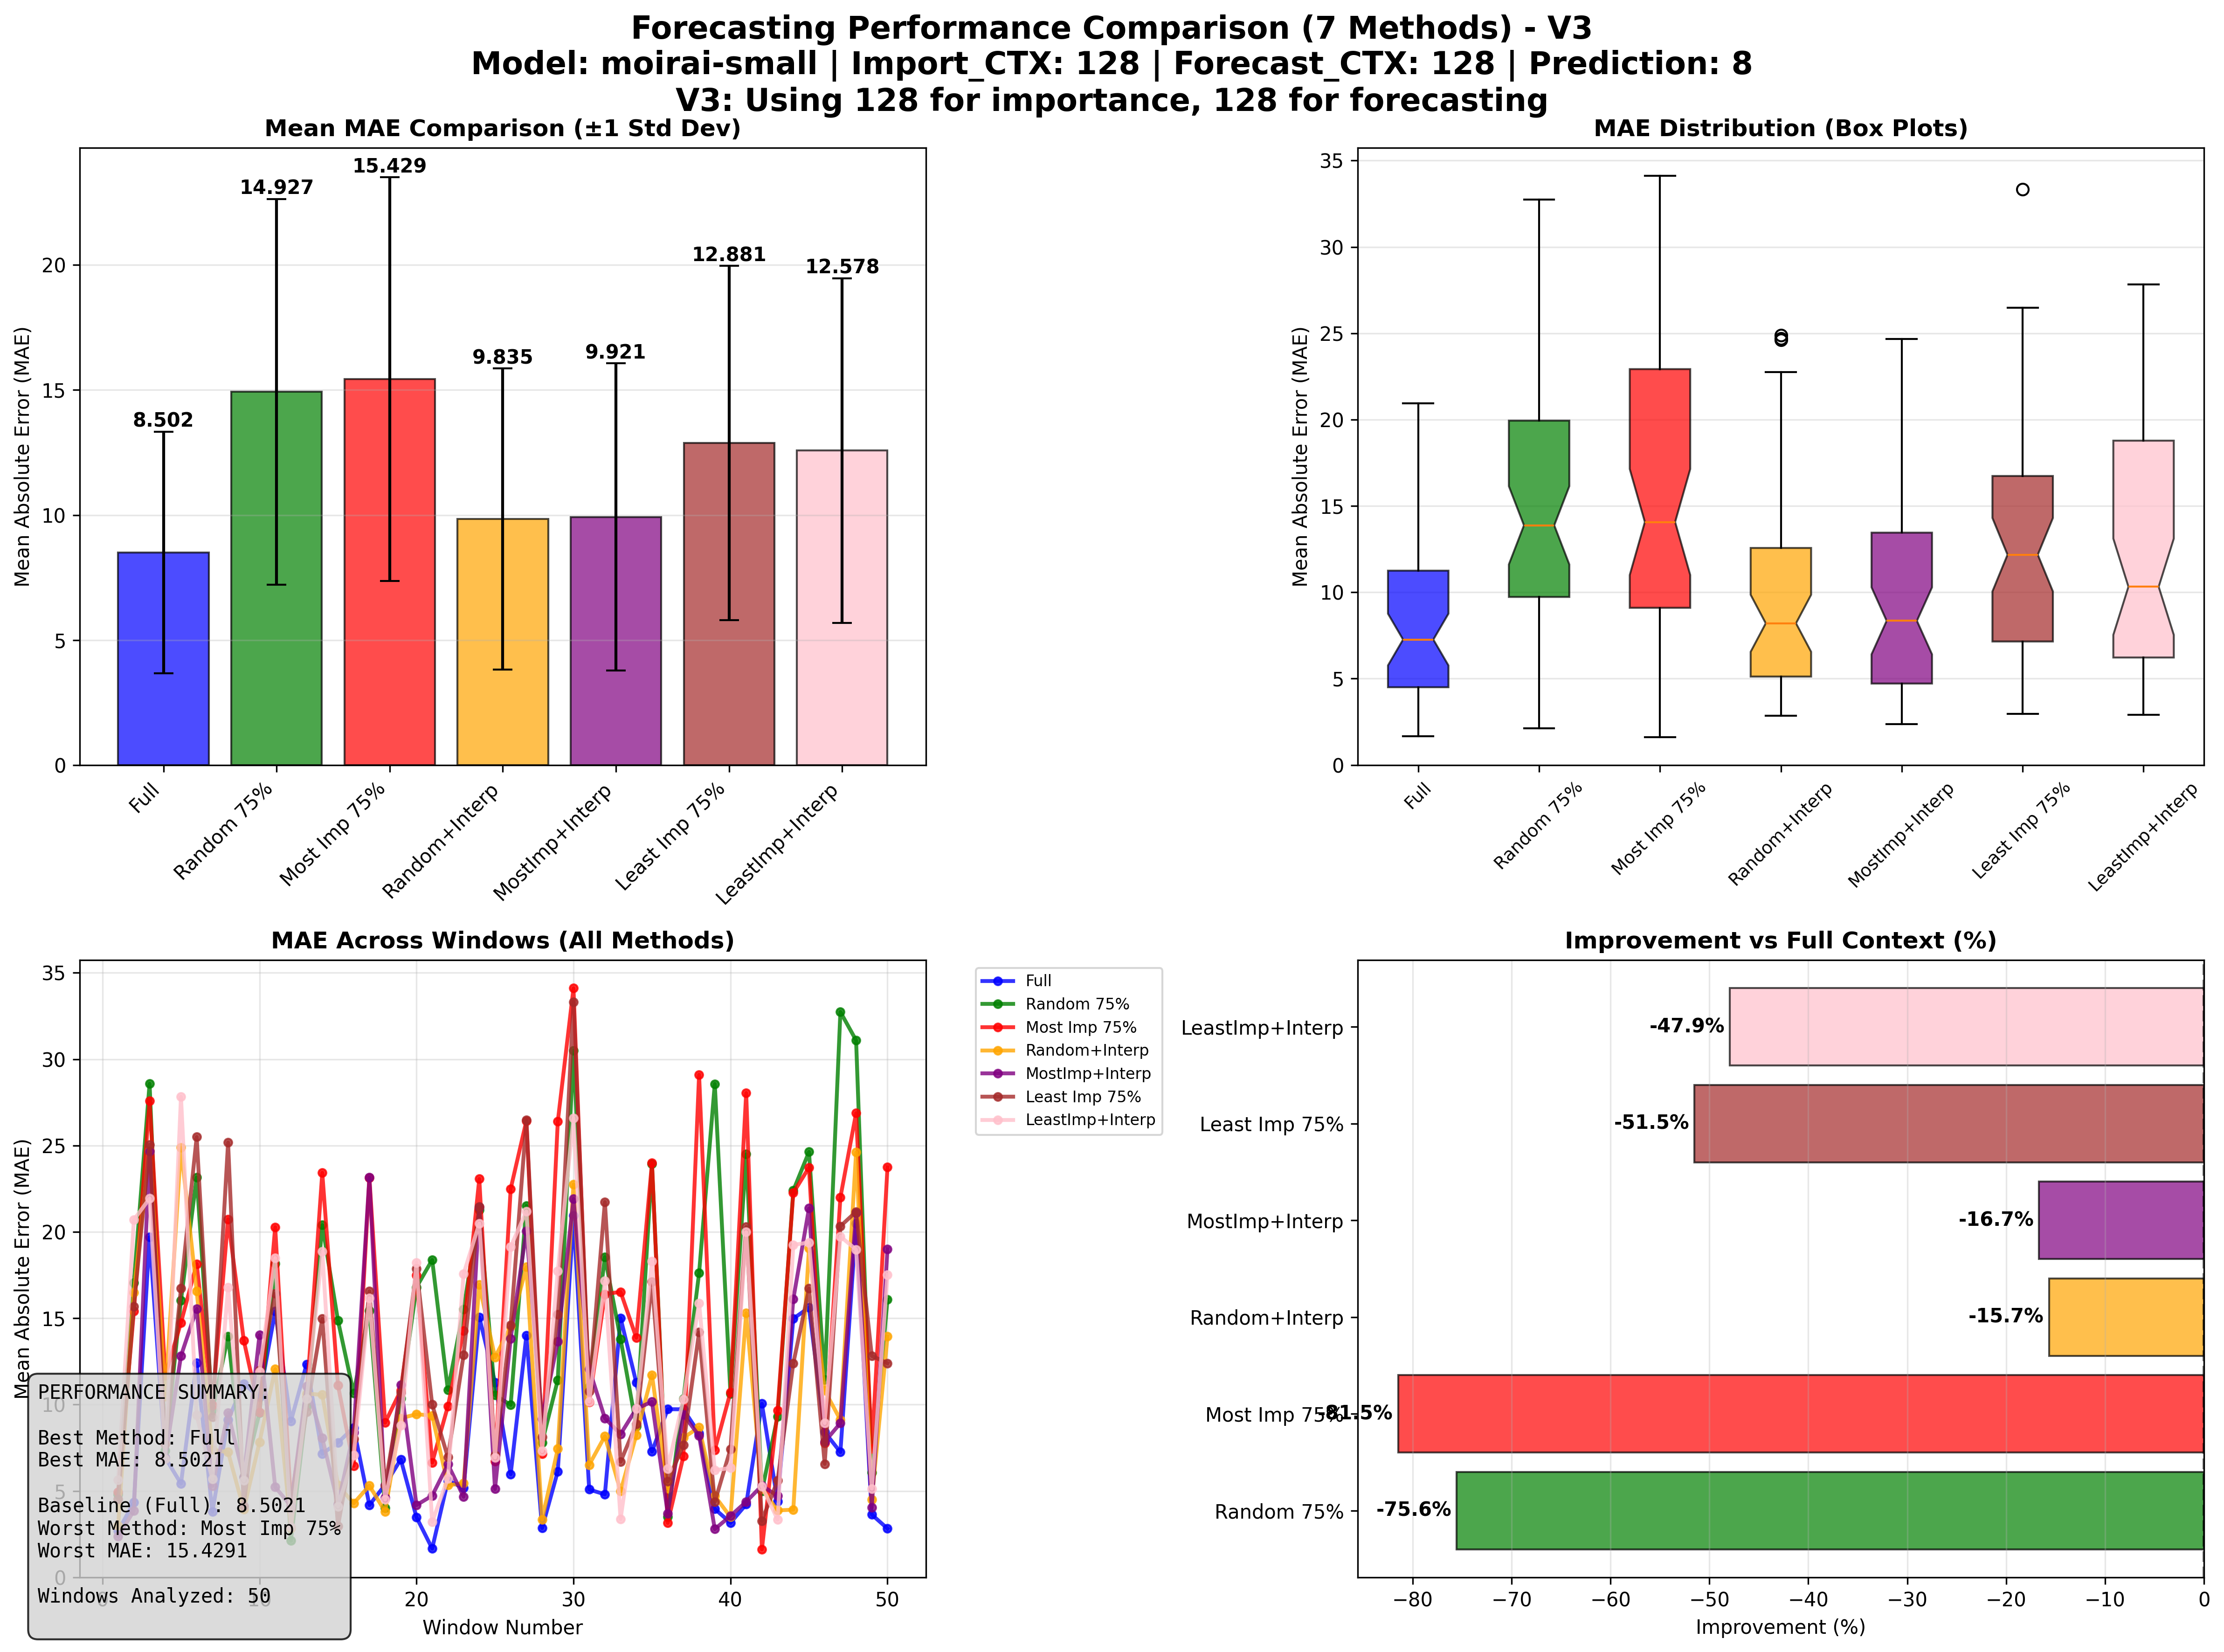 Forecasting Performance Comparison (7 Methods) - V3
Model: moirai-small | Import_CTX: 128 | Forecast_CTX: 128 | Prediction: 8
V3: Using 128 for importance, 128 for forecasting
Mean MAE Comparison (±1 Std Dev)
Mean Absolute Error (MAE)
20
15
10
5
0
8.502
14.927
15.429
9.835
9.921
12.881
12.578
Full
Random 75%
Most Imp 75%
Random+Interp
MostImp+Interp
Least Imp 75%
LeastImp+Interp
MAE Distribution (Box Plots)
Mean Absolute Error (MAE)
35
30
25
20
15
10
5
0
Full
Random 75%
Most Imp 75%
Random+Interp
MostImp+Interp
Least Imp 75%
LeastImp+Interp
MAE Across Windows (All Methods)
Mean Absolute Error (MAE)
35
30
25
20
15
10
5
0
0
10
20
30
40
50
Window Number
Full
Random 75%
Most Imp 75%
Random+Interp
MostImp+Interp
Least Imp 75%
LeastImp+Interp
PERFORMANCE SUMMARY:
Best Method: Full
Best MAE: 8.5021
Baseline (Full): 8.5021
Worst Method: Most Imp 75%
Worst MAE: 15.4291
Windows Analyzed: 50
Improvement vs Full Context (%)
LeastImp+Interp
-47.9%
Least Imp 75%
-51.5%
MostImp+Interp
-16.7%
Random+Interp
-15.7%
Most Imp 75%
-81.5%
Random 75%
-75.6%
−80
−70
−60
−50
−40
−30
−20
−10
0
Improvement (%)